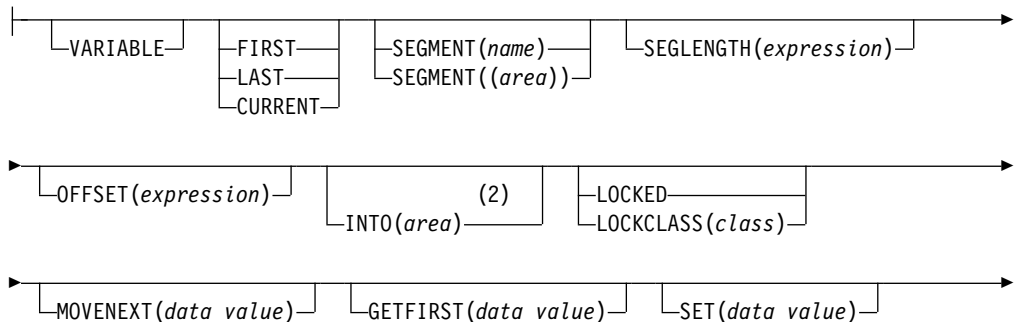 VARIABLE FIRST SEGMENT(name) SEGLENGTH(expression)
LAST SEGMENT((area))
CURRENT
OFFSET(expression) (2) LOCKED
INTO(area) LOCKCLASS(class)
MOVENEXT(data value) GETFIRST(data value) SET(data value)